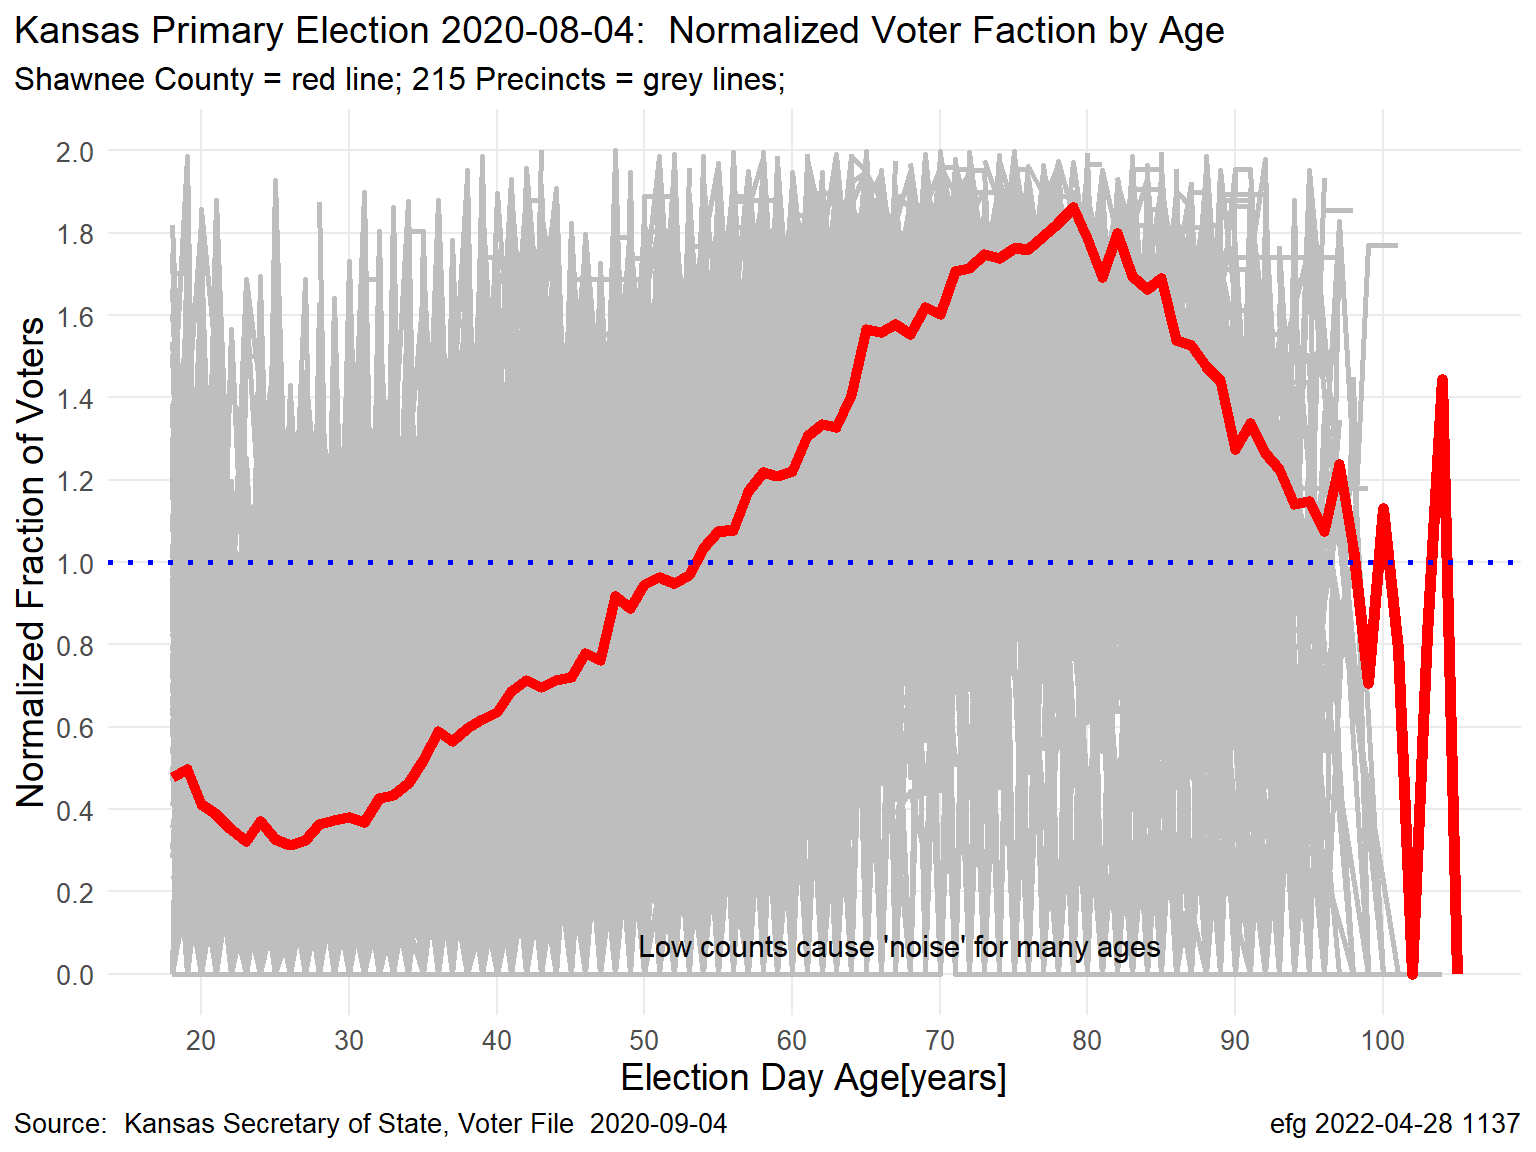 Kansas Primary Election 2020-08-04:  Normalized Voter Faction by Age
Shawnee County = red line; 215 Precincts = grey lines;
Normalized Fraction of Voters
2.0
1.8
1.6
1.4
1.2
1.0
0.8
0.6
0.4
0.2
0.0
Low counts cause 'noise' for many ages
20 30 40 50 60 70 80 90 100
Election Day Age[years]
Source:  Kansas Secretary of State, Voter File  2020-09-04
efg 2022-04-28 1137